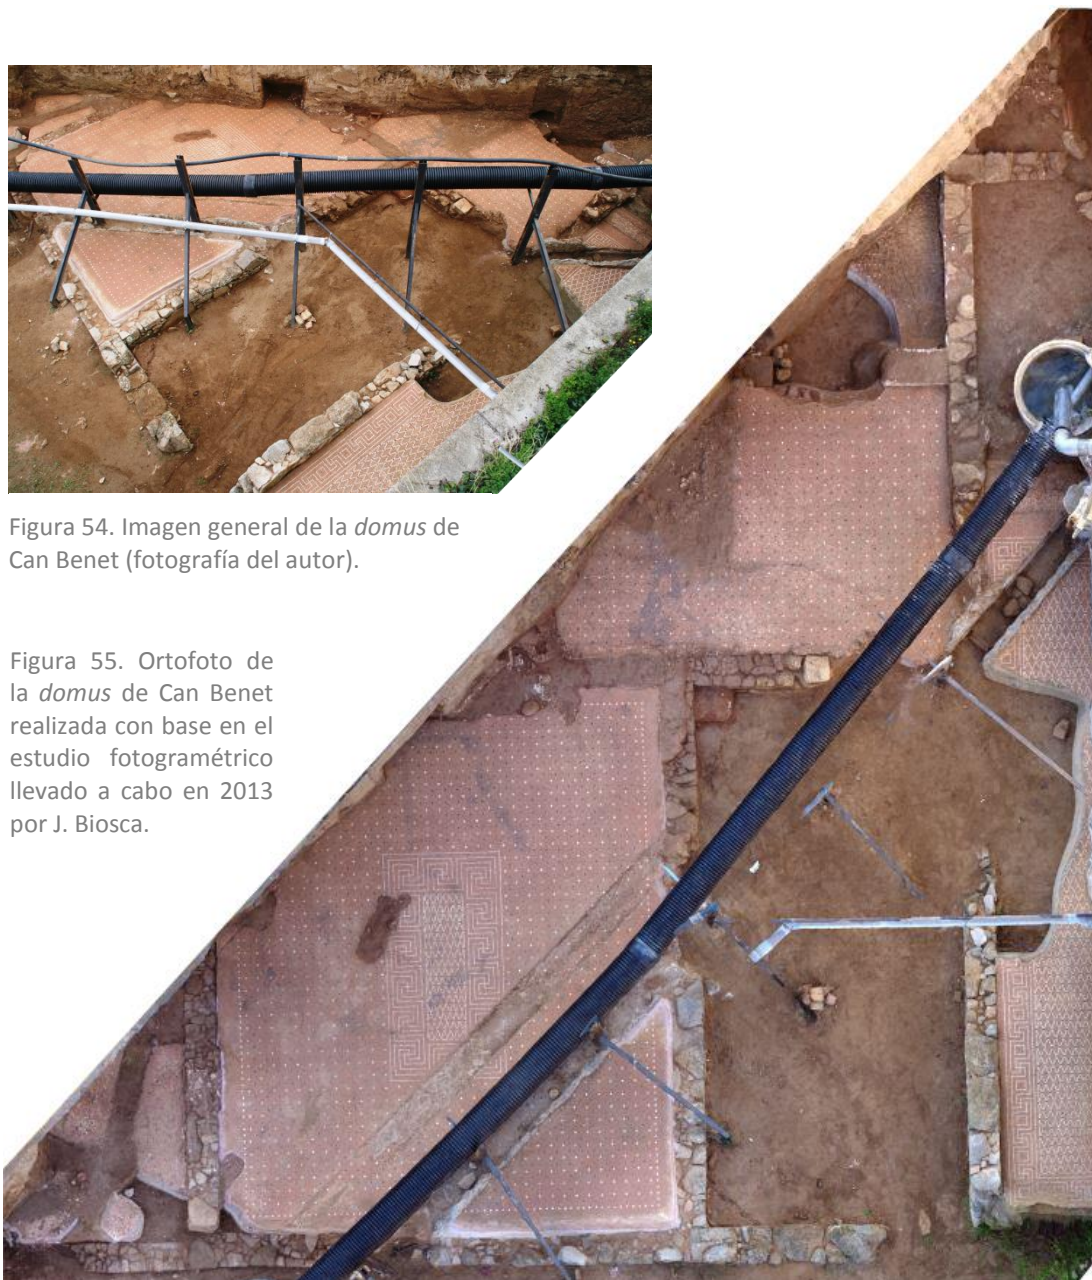 Figura 54. Imagen general de la domus de
Can Benet (fotografía del autor).
Figura 55. Ortofoto de
la domus de Can Benet
realizada con base en el
estudio fotogramétrico
llevado a cabo en 2013
por J. Biosca.